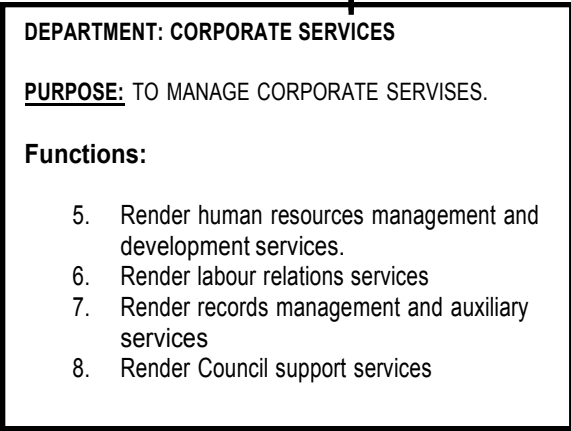 DEPARTMENT: CORPORATE SERVICES
PURPOSE: TO MANAGE CORPORATE SERVISES.
Functions:
5. Render human resources management and
development services.
6. Render labour relations services
7. Render records management and auxiliary
services
8. Render Council support services